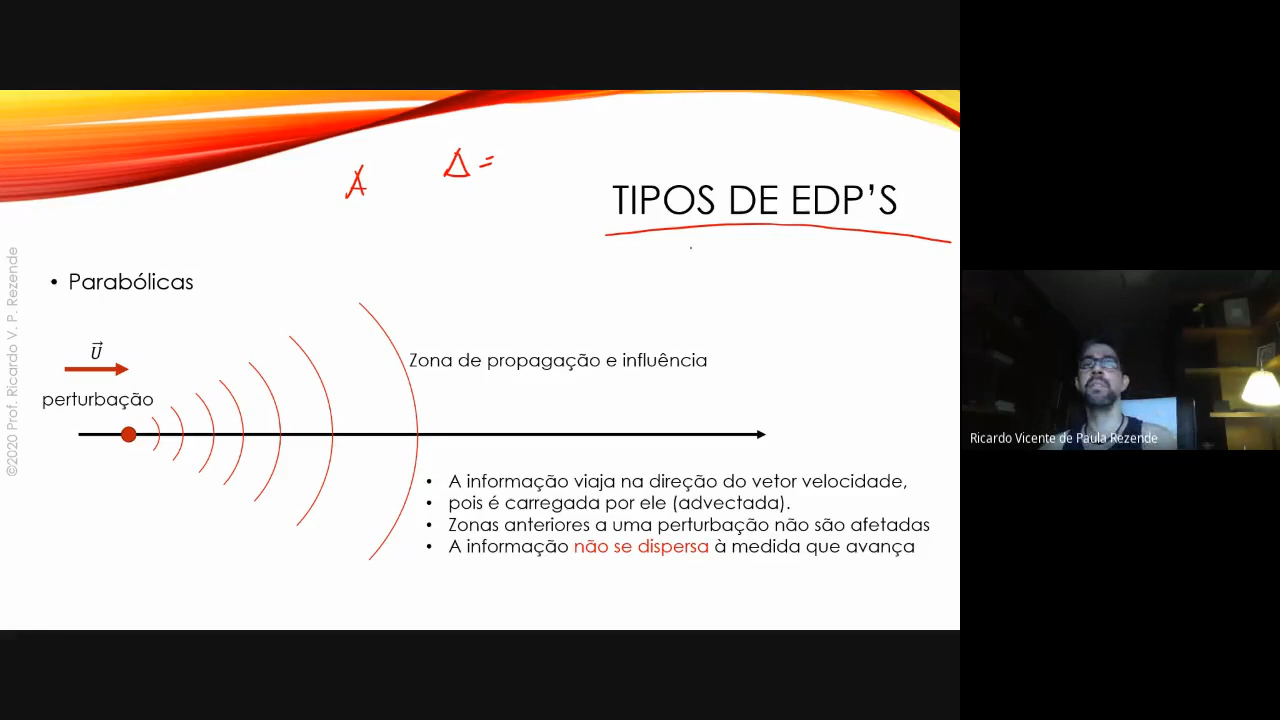 A Δ =
TIPOS DE EDP’S
• Parabólicas
U
perturbação
Zona de propagação e influência
• A informação viaja na direção do vetor velocidade,
• pois é carregada por ele (advectada).
• Zonas anteriores a uma perturbação não são afetadas
• A informação não se dispersa à medida que avança
©2020 Prof. Ricardo V. P. Rezende
Ricardo Vicente de Paula Rezende